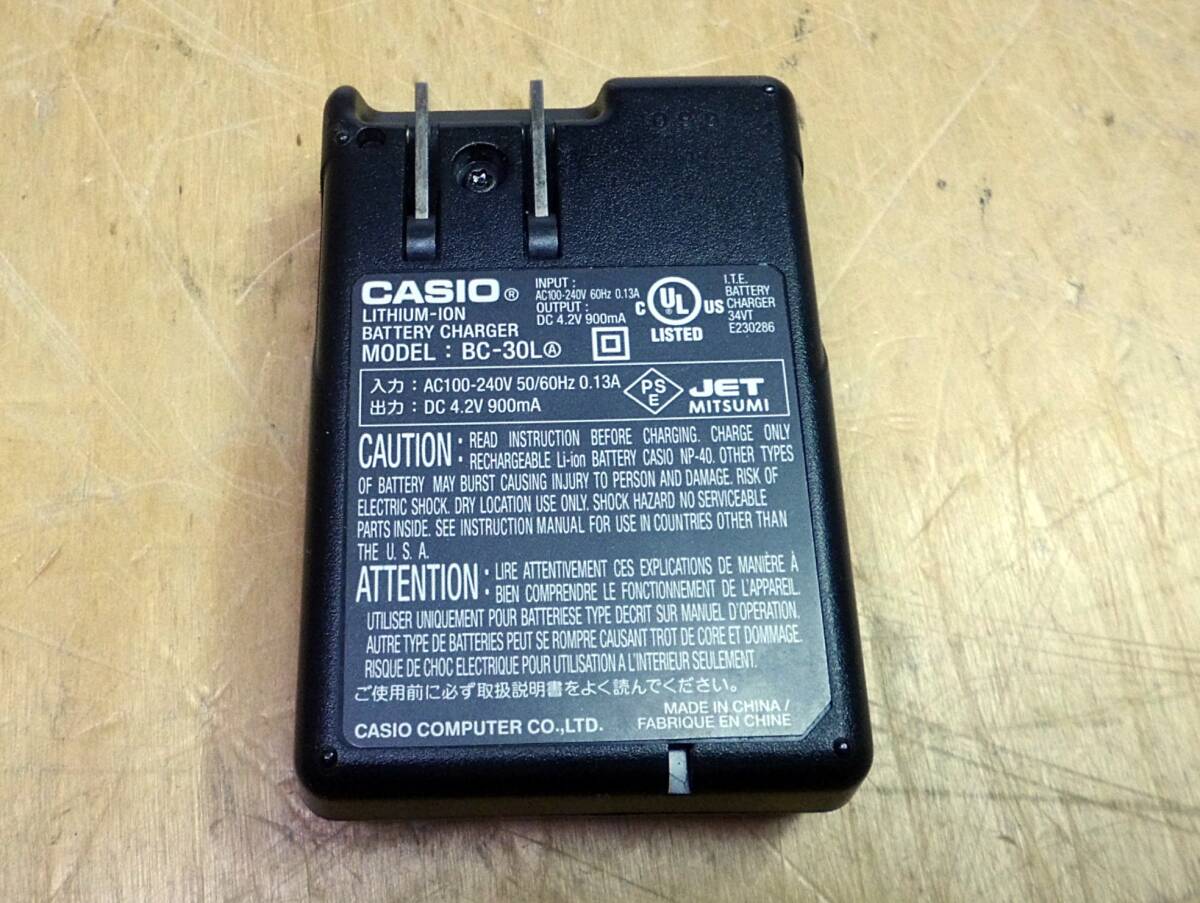 CASIO®
LITHIUM-ION
BATTERY CHARGER
MODEL : BC-30L Ⓐ
INPUT :
AC100-240V 60Hz 0.13A
OUTPUT :
DC 4.2V 900mA
C UL US
LISTED
I.T.E.
BATTERY
CHARGER
34VT
E230286
入力 : AC100-240V 50/60Hz 0.13A
出力 : DC 4.2V 900mA
PS
E
JET
MITSUMI
CAUTION : READ INSTRUCTION BEFORE CHARGING. CHARGE ONLY
RECHARGEABLE Li-ion BATTERY CASIO NP-40. OTHER TYPES
OF BATTERY MAY BURST CAUSING INJURY TO PERSON AND DAMAGE. RISK OF
ELECTRIC SHOCK. DRY LOCATION USE ONLY. SHOCK HAZARD NO SERVICEABLE
PARTS INSIDE. SEE INSTRUCTION MANUAL FOR USE IN COUNTRIES OTHER THAN
THE U. S. A.
ATTENTION : LIRE ATTENTIVEMENT CES EXPLICATIONS DE MANIÈRE À
BIEN COMPRENDRE LE FONCTIONNEMENT DE L'APPAREIL.
UTILISER UNIQUEMENT POUR BATTERIESE TYPE DECRIT SUR MANUEL D'OPERATION.
AUTRE TYPE DE BATTERIES PEUT SE ROMPRE CAUSANT TROT DE CORE ET DOMMAGE.
RISQUE DE CHOC ELECTRIQUE POUR UTILISATION A L'INTERIEUR SEULEMENT.
ご使用前に必ず取扱説明書をよく読んでください。
MADE IN CHINA /
FABRIQUE EN CHINE
CASIO COMPUTER CO.,LTD.